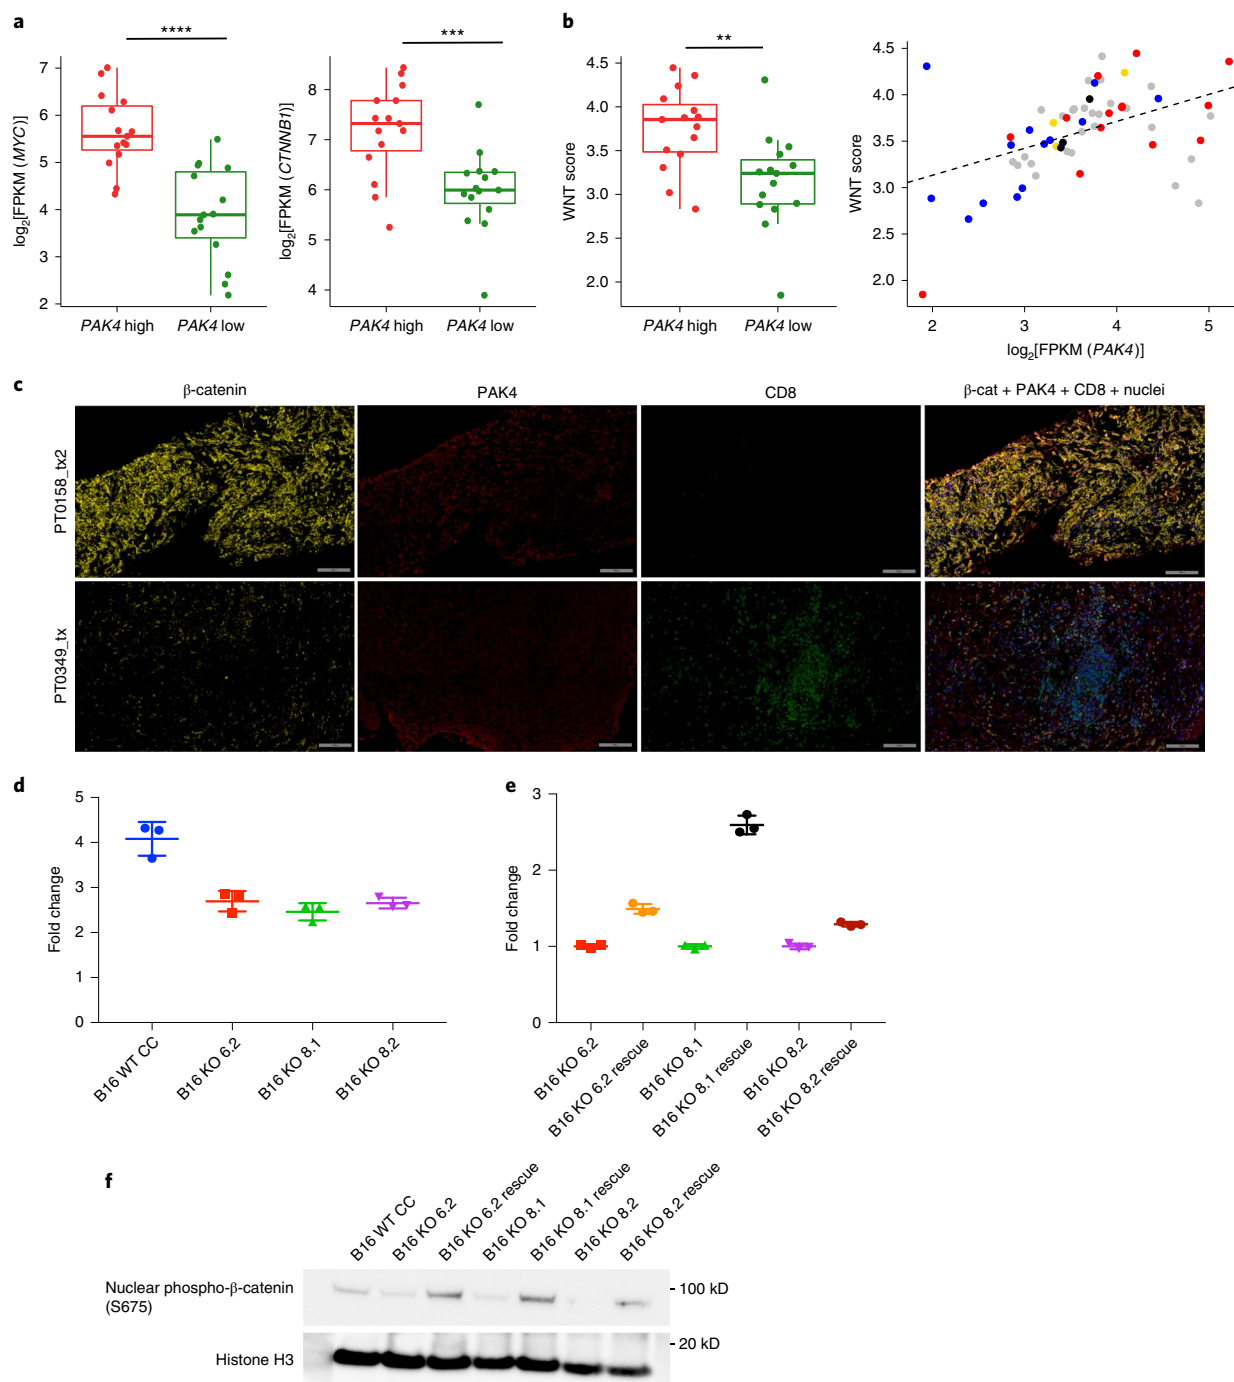 a
****
log2[FPKM (MYC)]
7
6
5
4
3
2
PAK4 high
PAK4 low
***
log2[FPKM (CTNNB1)]
8
7
6
5
4
PAK4 high
PAK4 low
b
**
WNT score
4.5
4.0
3.5
3.0
2.5
2.0
PAK4 high
PAK4 low
WNT score
4.5
4.0
3.5
3.0
2.5
2.0
2
3
4
5
log2[FPKM (PAK4)]
c
β-catenin
PAK4
CD8
β-cat + PAK4 + CD8 + nuclei
PT0158_tx2
PT0349_tx
d
Fold change
5
4
3
2
1
0
B16 WT CC
B16 KO 6.2
B16 KO 8.1
B16 KO 8.2
e
Fold change
3
2
1
0
B16 KO 6.2
B16 KO 6.2 rescue
B16 KO 8.1
B16 KO 8.1 rescue
B16 KO 8.2
B16 KO 8.2 rescue
f
B16 WT CC
B16 KO 6.2
B16 KO 6.2 rescue
B16 KO 8.1
B16 KO 8.1 rescue
B16 KO 8.2
B16 KO 8.2 rescue
Nuclear phospho-β-catenin
(S675)
100 kD
20 kD
Histone H3